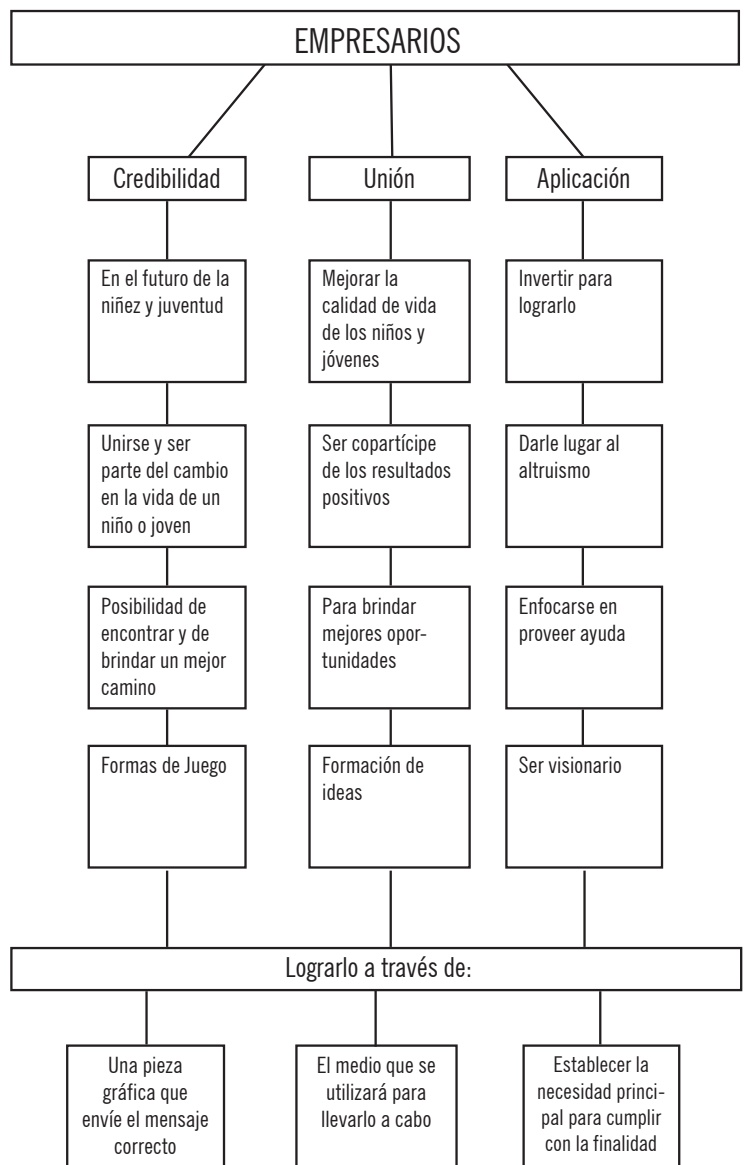 EMPRESARIOS
Credibilidad
Unión
Aplicación
En el futuro de la
niñez y juventud
Mejorar la
calidad de vida
de los niños y
jóvenes
Invertir para
lograrlo
Unirse y ser
parte del cambio
en la vida de un
niño o joven
Ser copartícipe
de los resultados
positivos
Darle lugar al
altruismo
Posibilidad de
encontrar y de
brindar un mejor
camino
Para brindar
mejores opor-
tunidades
Enfocarse en
proveer ayuda
Formas de Juego
Formación de
ideas
Ser visionario
Lograrlo a través de:
Una pieza
gráfica que
envíe el mensaje
correcto
El medio que se
utilizará para
llevarlo a cabo
Establecer la
necesidad princi-
pal para cumplir
con la finalidad